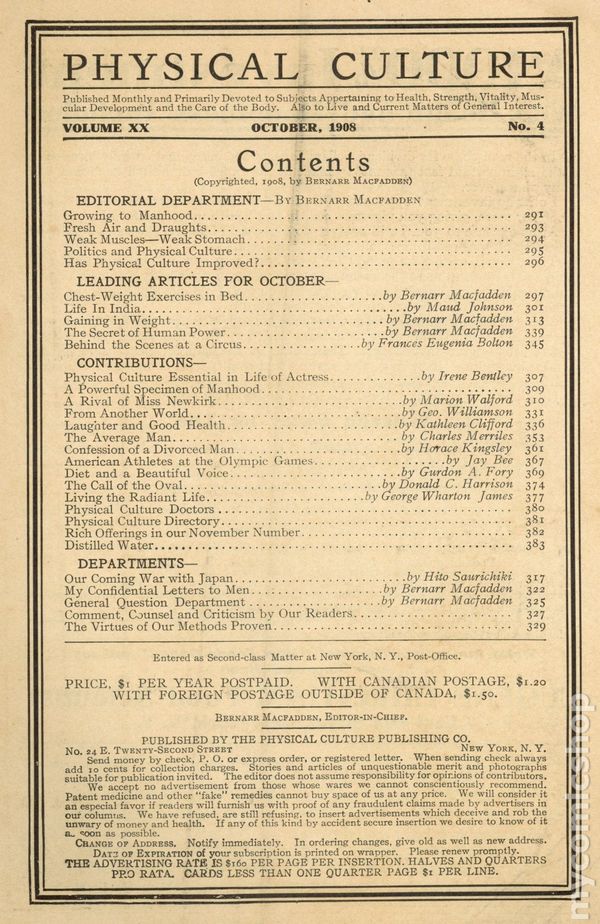 PHYSICAL CULTURE
Published Monthly and Primarily Devoted to Subjects Appertaining to Health, Strength, Vitality, Mus-
cular Development and the Care of the Body. Also to Live and Current Matters of General Interest.
VOLUME XX OCTOBER, 1908 No. 4
Contents
(Copyrighted, 1908, by BERNARR MACFADDEN)
EDITORIAL DEPARTMENT—BY BERNARR MACFADDEN
Growing to Manhood 291
Fresh Air and Draughts 293
Weak Muscles—Weak Stomach 294
Politics and Physical Culture 295
Has Physical Culture Improved? 296
LEADING ARTICLES FOR OCTOBER—
Chest-Weight Exercises in Bed by Bernarr Macfadden 297
Life In India by Maud Johnson 301
Gaining in Weight by Bernarr Macfadden 313
The Secret of Human Power by Bernarr Macfadden 339
Behind the Scenes at a Circus by Frances Eugenia Bolton 345
CONTRIBUTIONS—
Physical Culture Essential in Life of Actress by Irene Bentley 307
A Powerful Specimen of Manhood 309
A Rival of Miss Newkirk by Marion Walford 310
From Another World by Geo. Williamson 331
Laughter and Good Health by Kathleen Clifford 336
The Average Man by Charles Merriles 353
Confession of a Divorced Man by Horace Kingsley 361
American Athletes at the Olympic Games by Jay Bee 367
Diet and a Beautiful Voice by Gurdon A. Fory 369
The Call of the Oval by Donald C. Harrison 374
Living the Radiant Life by George Wharton James 377
Physical Culture Doctors 380
Physical Culture Directory 381
Rich Offerings in our November Number 382
Distilled Water 383
DEPARTMENTS—
Our Coming War with Japan by Hito Saurichiki 317
My Confidential Letters to Men by Bernarr Macfadden 322
General Question Department by Bernarr Macfadden 325
Comment, Counsel and Criticism by Our Readers 327
The Virtues of Our Methods Proven 329
Entered as Second-class Matter at New York, N. Y., Post-Office.
PRICE, $1 PER YEAR POSTPAID. WITH CANADIAN POSTAGE, $1.20
WITH FOREIGN POSTAGE OUTSIDE OF CANADA, $1.50.
BERNARR MACFADDEN, EDITOR-IN-CHIEF.
PUBLISHED BY THE PHYSICAL CULTURE PUBLISHING CO.
No. 24 E. TWENTY-SECOND STREET NEW YORK, N. Y.
Send money by check, P. O. or express order, or registered letter. When sending check always
add 10 cents for collection charges. Stories and articles of unquestionable merit and photographs
suitable for publication invited. The editor does not assume responsibility for opinions of contributors.
We accept no advertisement from those whose wares we cannot conscientiously recommend.
Patent medicine and other "fake" remedies cannot buy space of us at any price. We will consider it
an especial favor if readers will furnish us with proof of any fraudulent claims made by advertisers in
our columns. We have refused, are still refusing, to insert advertisements which deceive and rob the
unwary of money and health. If any of this kind by accident secure insertion we desire to know of it
as soon as possible.
CHANGE OF ADDRESS. Notify immediately. In ordering changes, give old as well as new address.
DATE OF EXPIRATION of your subscription is printed on wrapper. Please renew promptly.
THE ADVERTISING RATE IS $160 PER PAGE PER INSERTION. HALVES AND QUARTERS
PRO RATA. CARDS LESS THAN ONE QUARTER PAGE $1 PER LINE.
mycomicshop